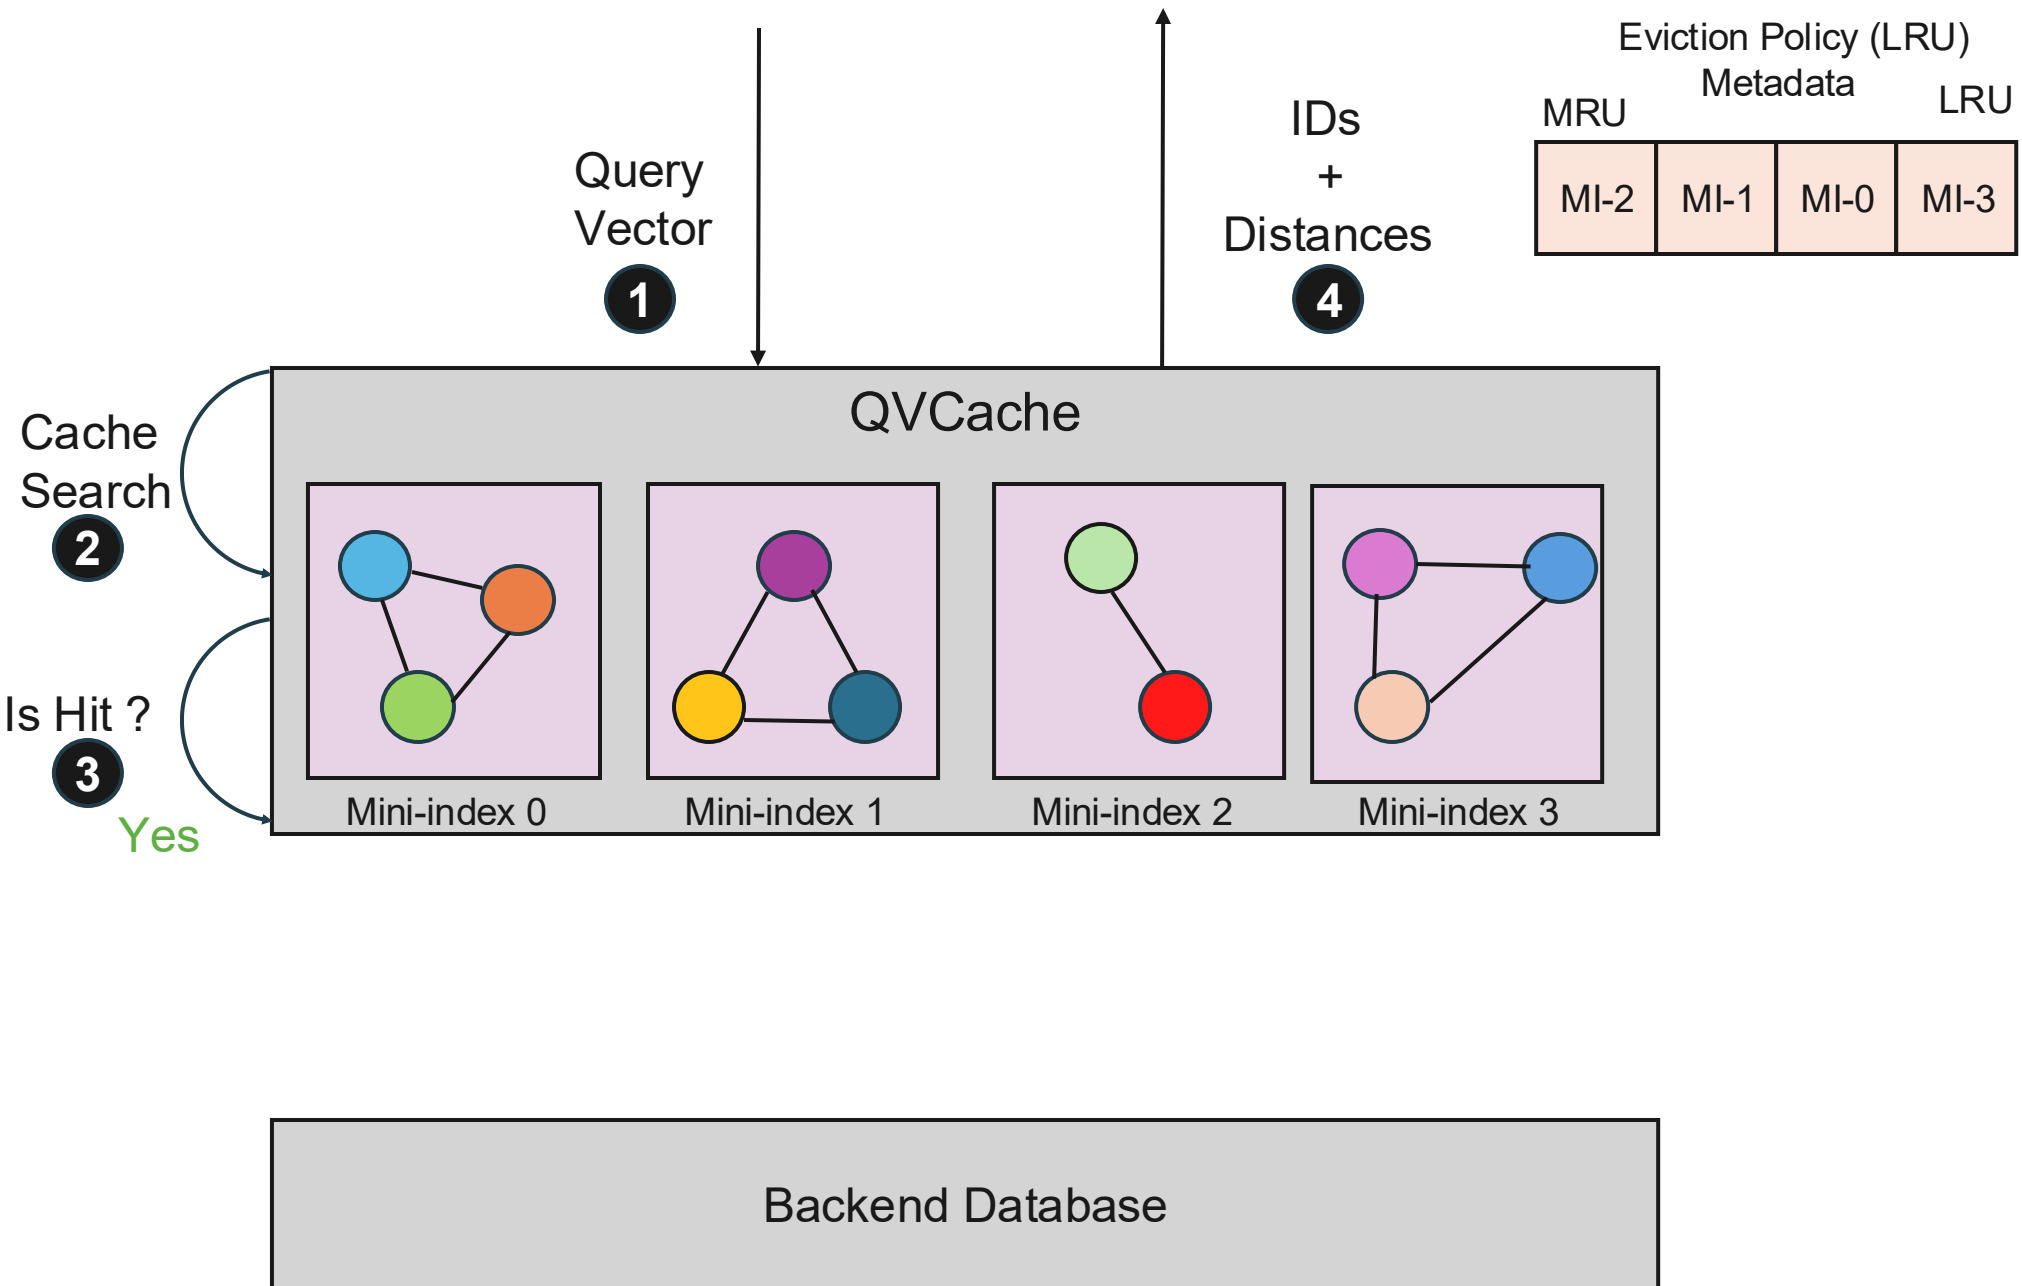 Eviction Policy (LRU)
Metadata
MRU
LRU
MI-2
MI-1
MI-0
MI-3
Query
Vector
1
IDs
+
Distances
4
QVCache
Cache
Search
2
Is Hit ?
3
Yes
Mini-index 0
Mini-index 1
Mini-index 2
Mini-index 3
Backend Database